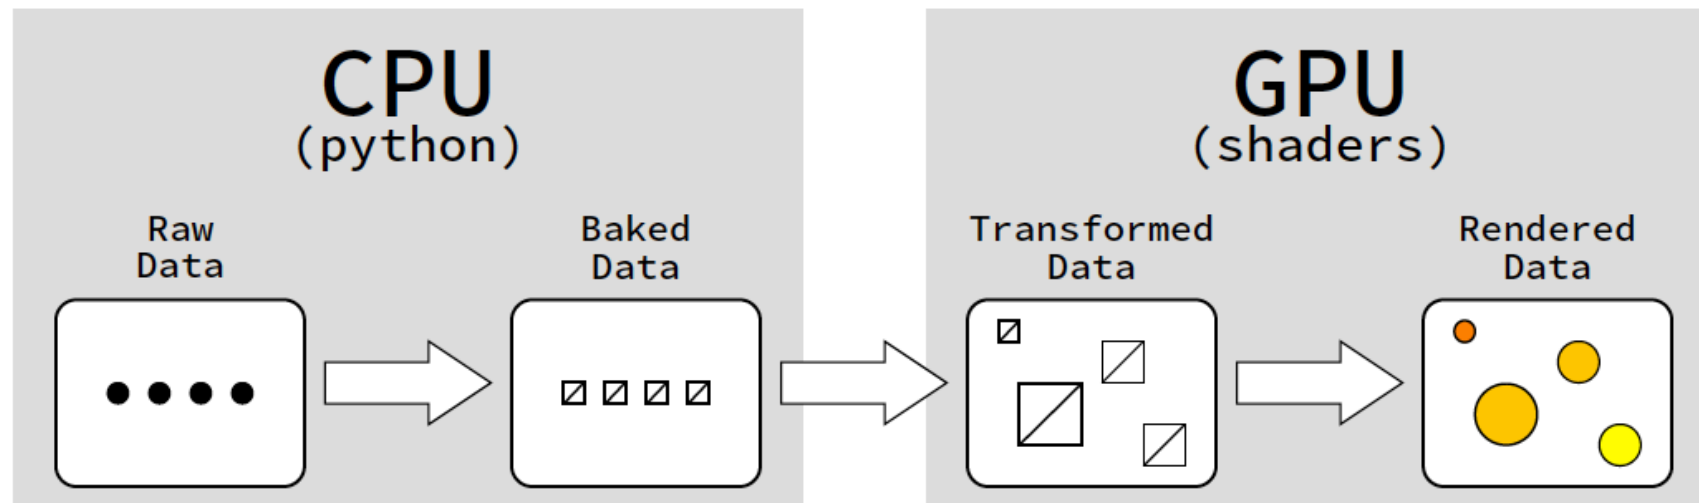 CPU
(python)
GPU
(shaders)
Raw
Data
Baked
Data
Transformed
Data
Rendered
Data